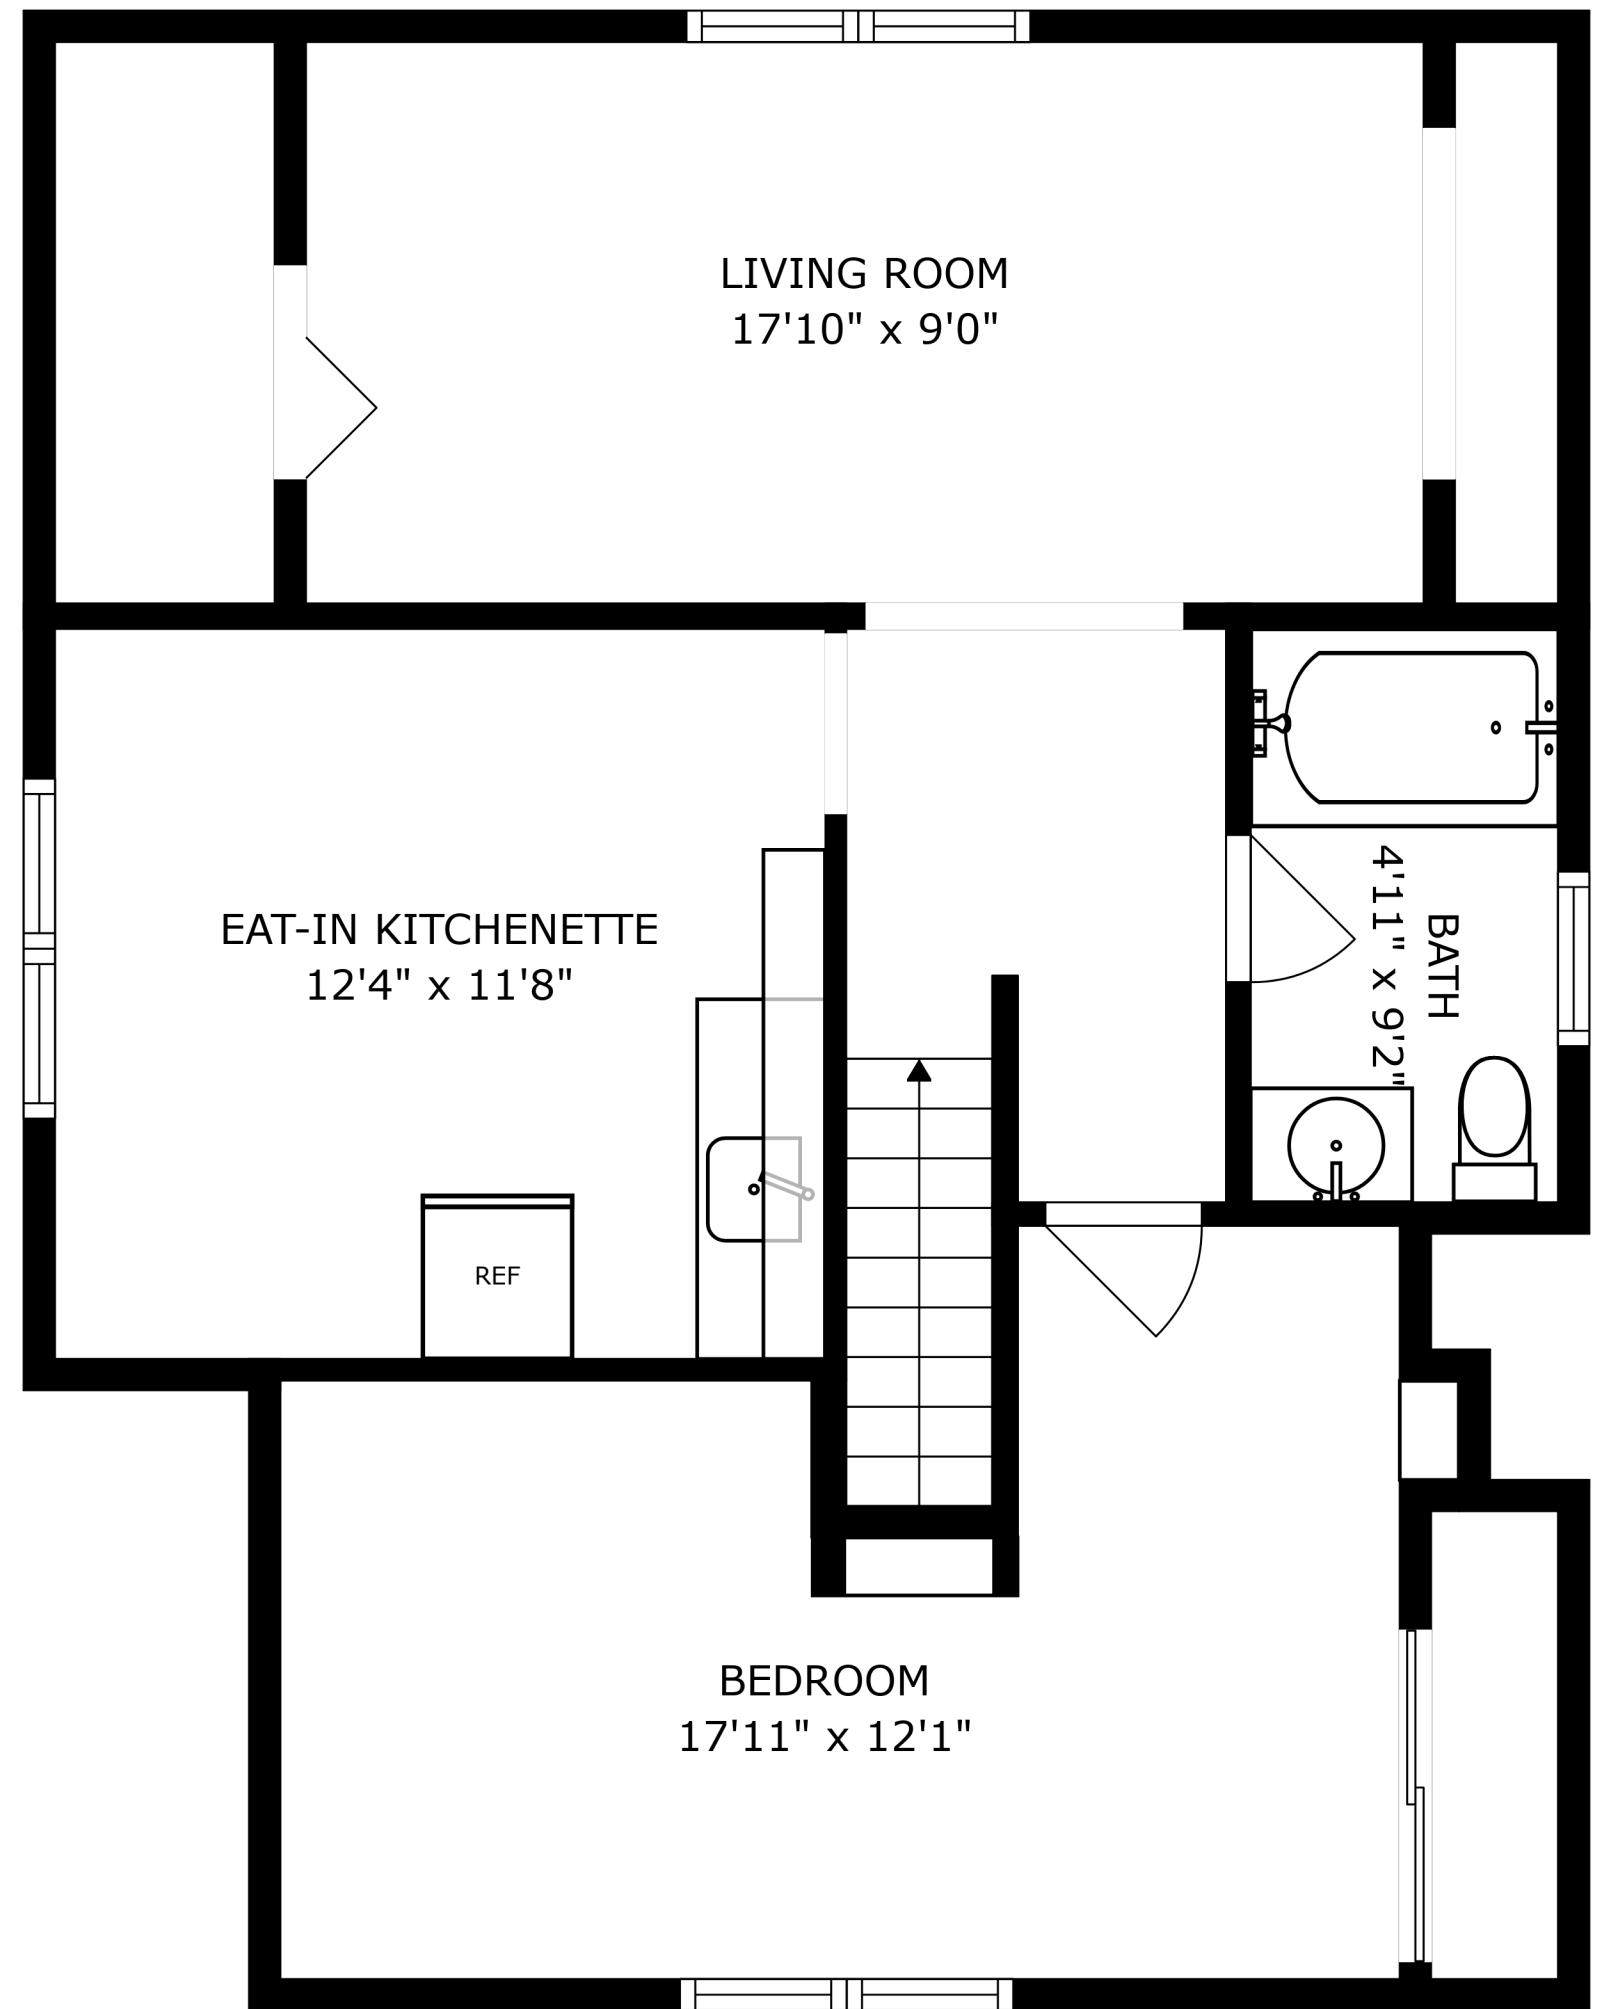 LIVING ROOM
17'10" x 9'0"
EAT-IN KITCHENETTE
12'4" x 11'8"
BATH
4'11" x 9'2"
REF
BEDROOM
17'11" x 12'1"